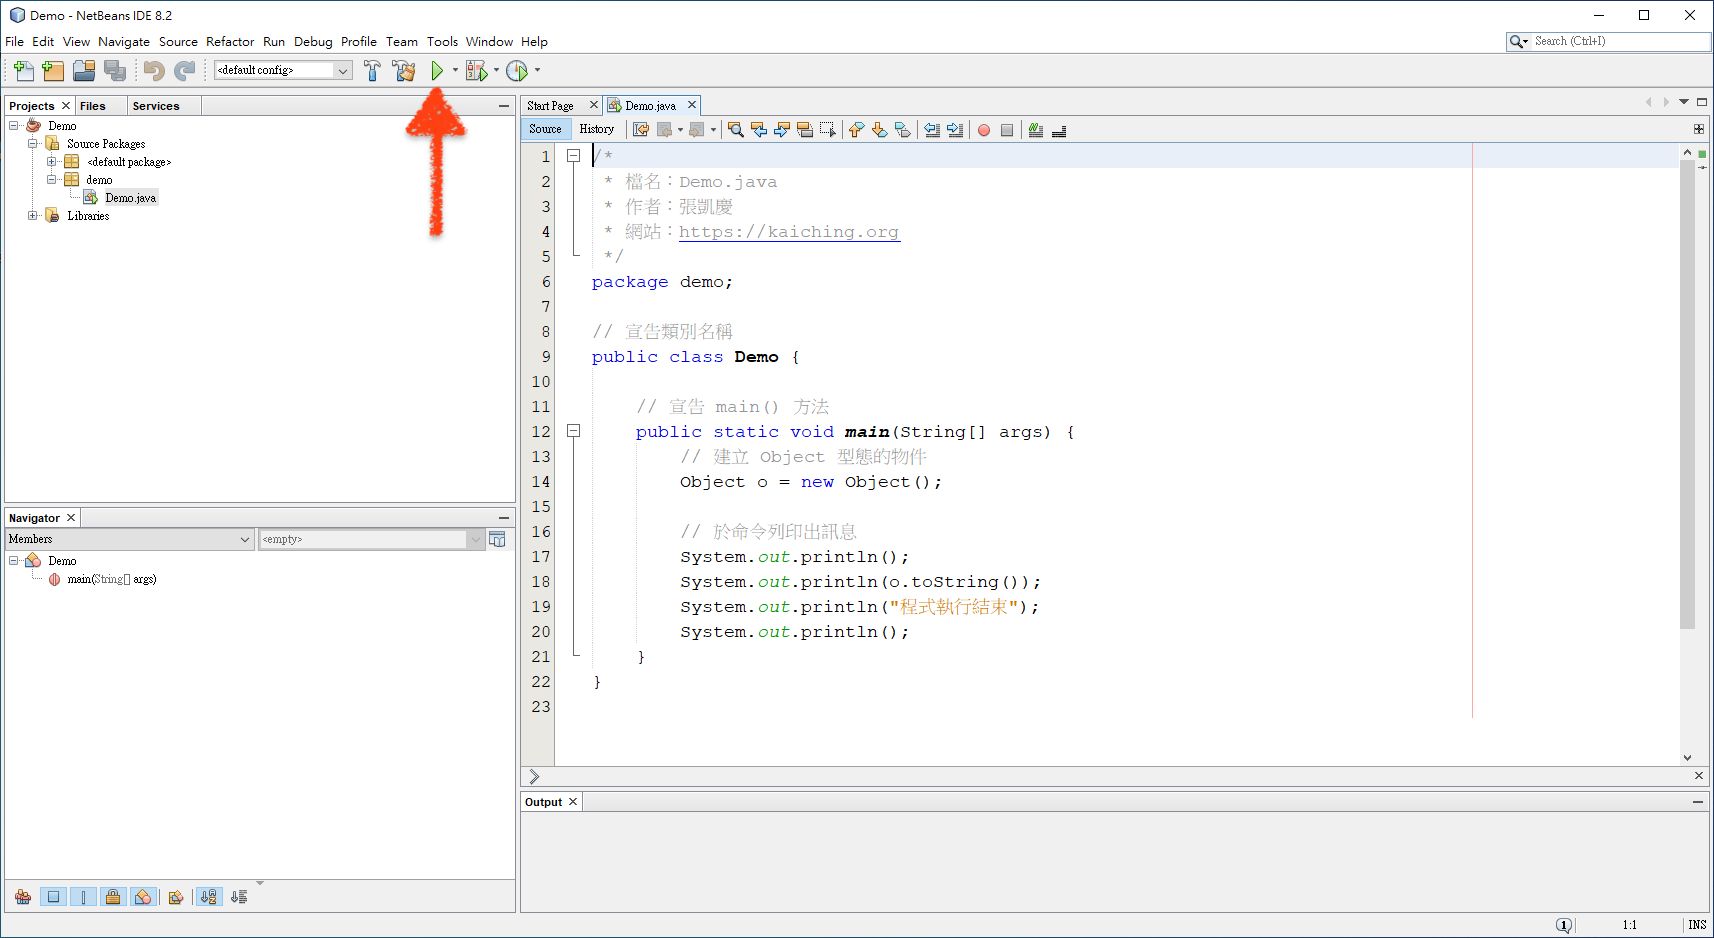 Demo - NetBeans IDE 8.2
File Edit View Navigate Source Refactor Run Debug Profile Team Tools Window Help
Search (Ctrl+I)
<default config>
Projects Files Services
Demo
Source Packages
<default package>
demo
Demo.java
Libraries
Navigator
Members
<empty>
Demo
main(String[] args)
Start Page Demo.java
Source History
1 /*
2 * 檔名：Demo.java
3 * 作者：張凱慶
4 * 網站：https://kaiching.org
5 */
6 package demo;
7
8 // 宣告類別名稱
9 public class Demo {
10
11 // 宣告 main() 方法
12 public static void main(String[] args) {
13 // 建立 Object 型態的物件
14 Object o = new Object();
15
16 // 於命令列印出訊息
17 System.out.println();
18 System.out.println(o.toString());
19 System.out.println("程式執行結束");
20 System.out.println();
21 }
22 }
23
Output
1
1:1
INS